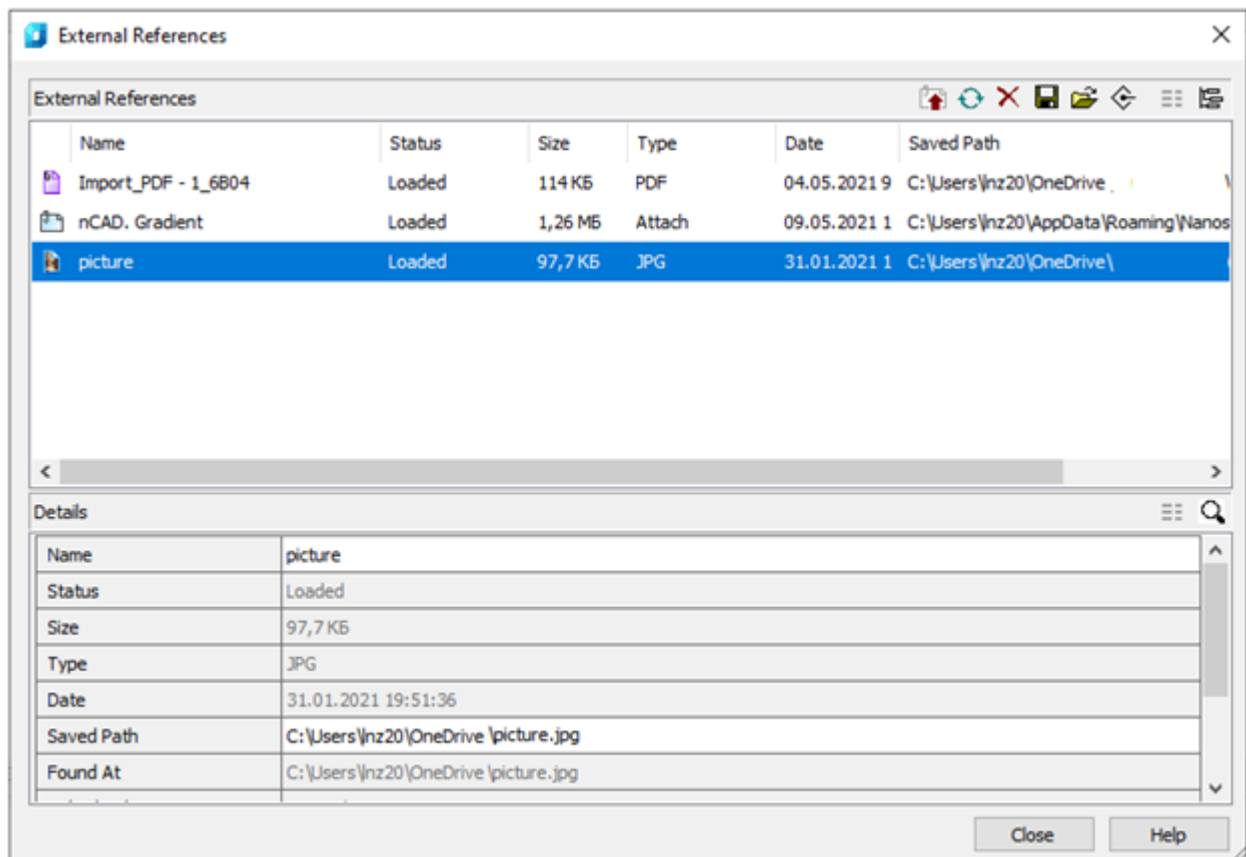 External References
External References
Name Status Size Type Date Saved Path
Import_PDF - 1_6B04 Loaded 114 КБ PDF 04.05.2021 9 C:\Users\lnz20\OneDrive
nCAD. Gradient Loaded 1,26 МБ Attach 09.05.2021 1 C:\Users\lnz20\AppData\Roaming\Nanos
picture Loaded 97,7 КБ JPG 31.01.2021 1 C:\Users\lnz20\OneDrive\
Details
Name picture
Status Loaded
Size 97,7 КБ
Type JPG
Date 31.01.2021 19:51:36
Saved Path C:\Users\lnz20\OneDrive \picture.jpg
Found At C:\Users\lnz20\OneDrive \picture.jpg
Close Help